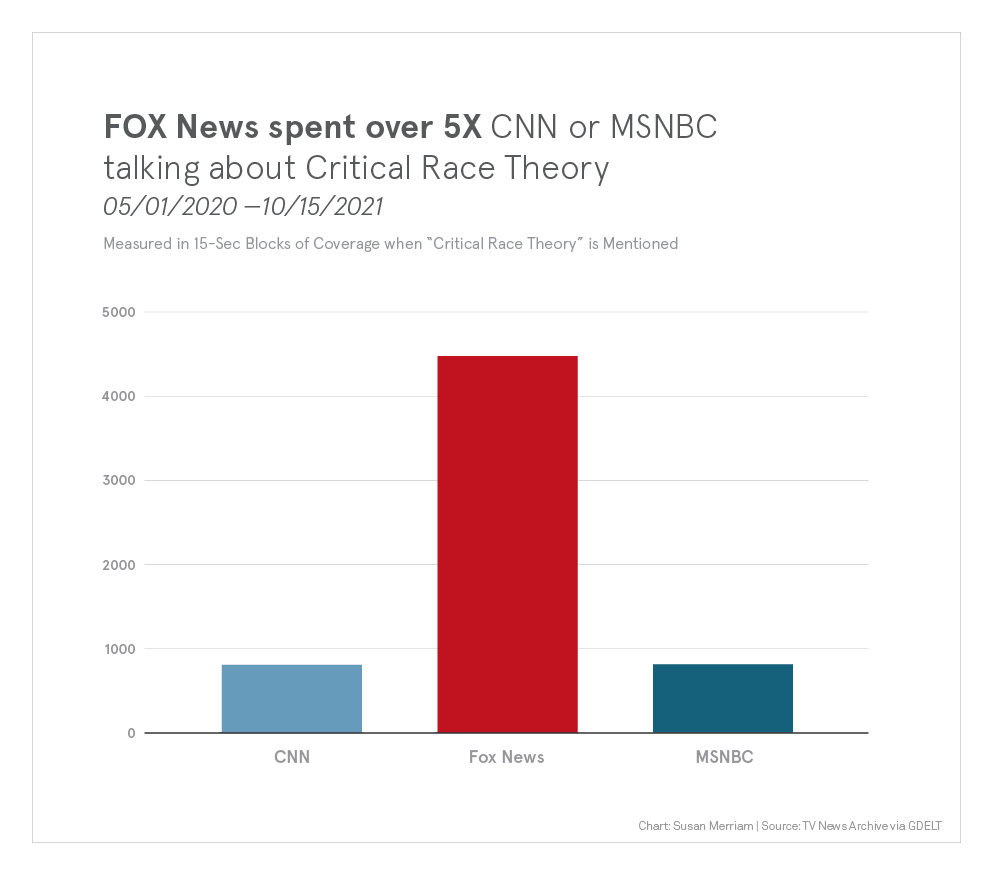 FOX News spent over 5X CNN or MSNBC
talking about Critical Race Theory
05/01/2020 —10/15/2021
Measured in 15-Sec Blocks of Coverage when “Critical Race Theory” is Mentioned
5000
4000
3000
2000
1000
0
CNN
Fox News
MSNBC
Chart: Susan Merriam | Source: TV News Archive via GDELT